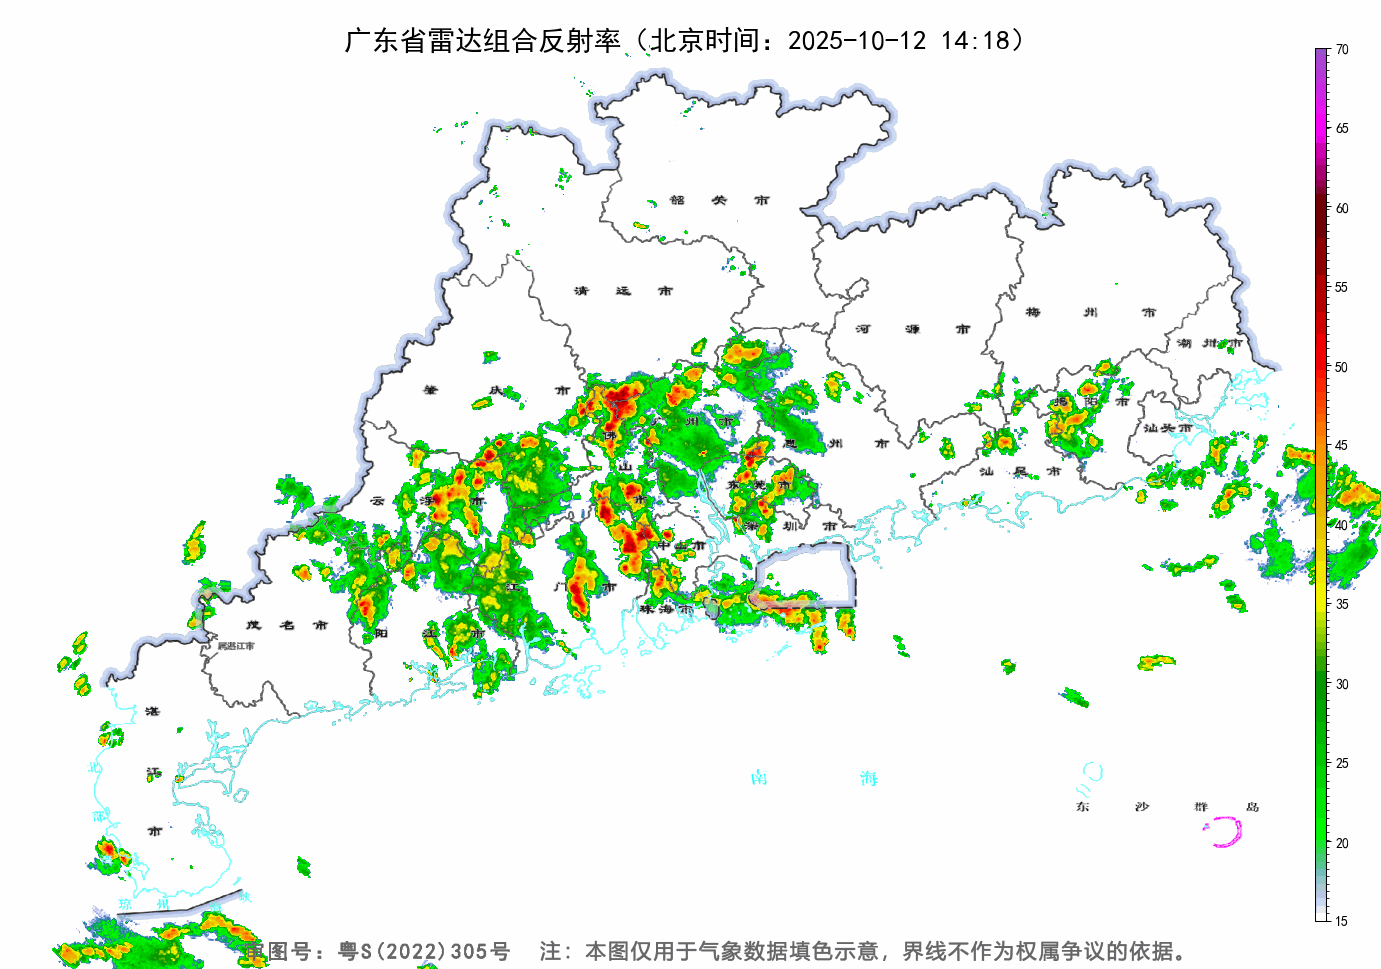 广东省雷达组合反射率（北京时间：2025-10-12 14:18）
70
65
60
55
50
45
40
35
30
25
20
15
韶关市
清远市
河源市
梅州市
潮州市
肇庆市
广州市
惠州市
揭阳市
汕头市
佛山市
东莞市
汕尾市
云浮市
深圳市
中山市
江门市
珠海市
茂名市
阳江市
属湛江市
湛江市
南海
东沙群岛
北部
琼州海峡
审图号：粤S(2022)305号 注：本图仅用于气象数据填色示意，界线不作为权属争议的依据。